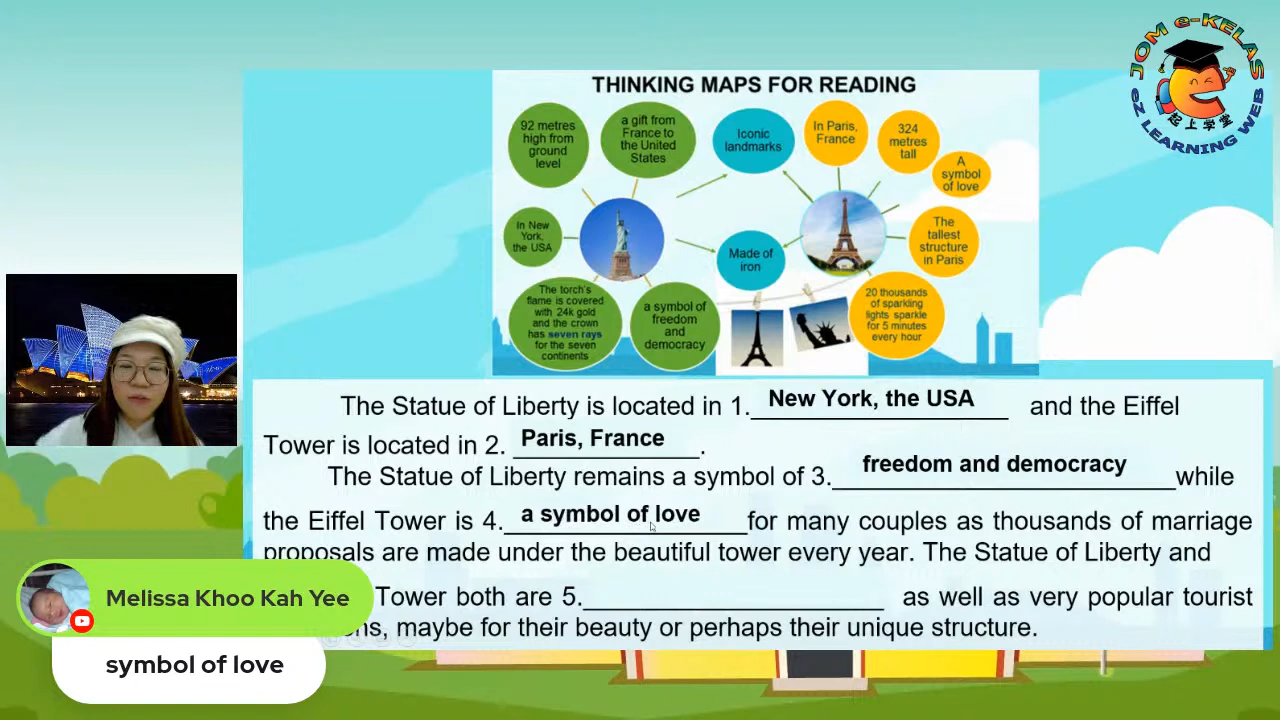 JOM e-KELAS
起上学堂
eZ LEARNING WEB
THINKING MAPS FOR READING
92 metres
high from
ground
level
a gift from
France to
the United
States
Iconic
landmarks
In Paris,
France
324
metres
tall
A
symbol
of love
In New
York,
the USA
Made of
iron
The
tallest
structure
in Paris
The torch's
flame is covered
with 24k gold
and the crown
has seven rays
for the seven
continents
a symbol of
freedom
and
democracy
20 thousands
of sparkling
lights sparkle
for 5 minutes
every hour
The Statue of Liberty is located in 1. New York, the USA and the Eiffel
Tower is located in 2. Paris, France.
The Statue of Liberty remains a symbol of 3. freedom and democracy while
the Eiffel Tower is 4. a symbol of love for many couples as thousands of marriage
proposals are made under the beautiful tower every year. The Statue of Liberty and
Tower both are 5.____________________ as well as very popular tourist
maybe for their beauty or perhaps their unique structure.
Melissa Khoo Kah Yee
symbol of love